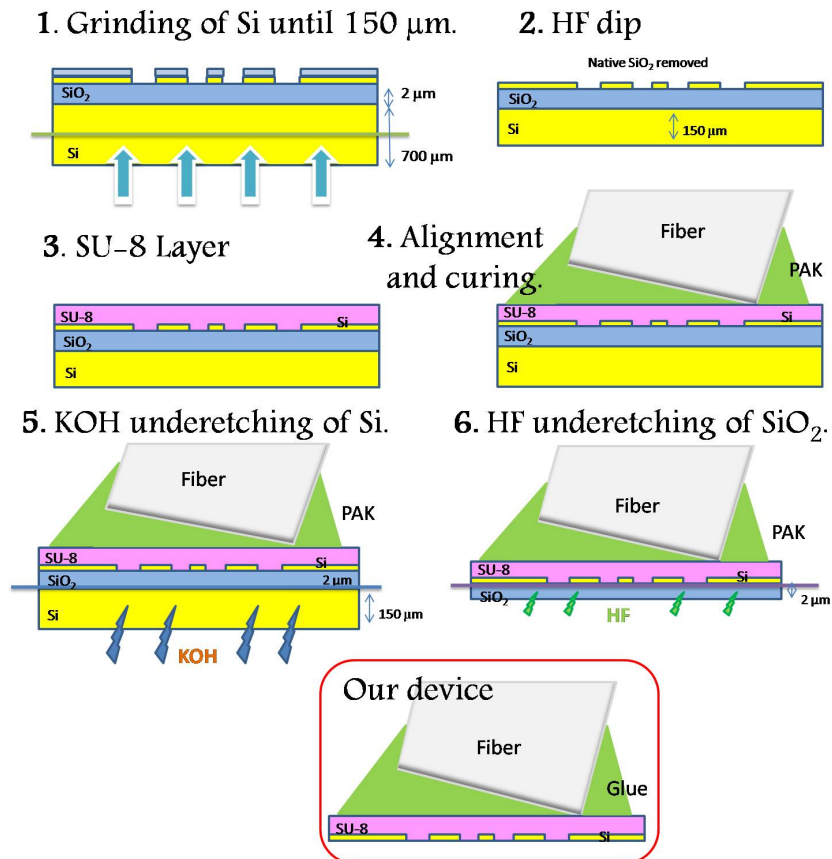 1. Grinding of Si until 150 µm.
SiO2
2 µm
Si
700 µm
2. HF dip
Native SiO2 removed
SiO2
Si
150 µm
3. SU-8 Layer
SU-8
Si
SiO2
Si
4. Alignment
and curing.
Fiber
PAK
SU-8
Si
SiO2
Si
5. KOH underetching of Si.
Fiber
PAK
SU-8
Si
SiO2
2 µm
Si
150 µm
KOH
6. HF underetching of SiO2.
Fiber
PAK
SU-8
Si
SiO2
2 µm
HF
Our device
Fiber
Glue
SU-8
Si